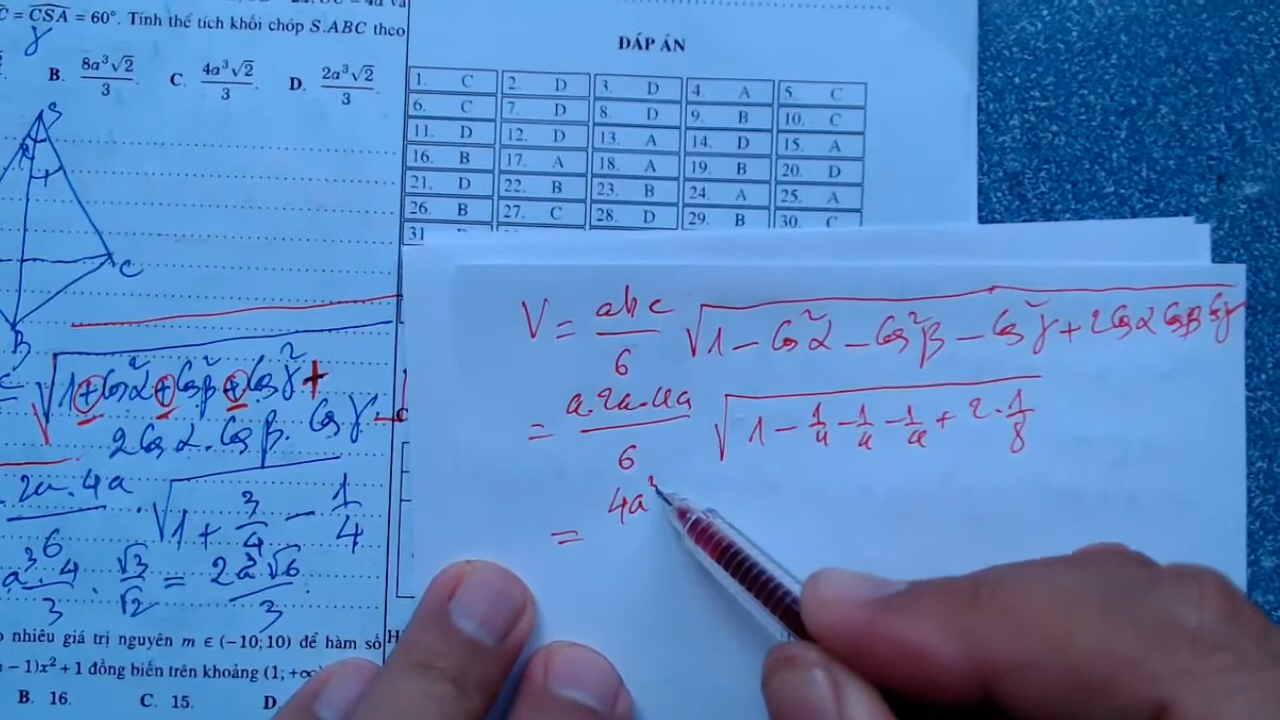 C = CSA = 60°. Tính thể tích khối chóp S.ABC theo
γ
B. 8a³√2/3. C. 4a³√2/3. D. 2a³√2/3.
S
C
B
ĐÁP ÁN
1. C 2. D 3. D 4. A 5. C
6. C 7. D 8. D 9. B 10. C
11. D 12. D 13. A 14. D 15. A
16. B 17. A 18. A 19. B 20. D
21. D 22. B 23. B 24. A 25. A
26. B 27. C 28. D 29. B 30. C
31
√1 + Cos²α + Cos²β + Cos²γ +
2Cosα.Cosβ.Cosγ
2a.4a/6 . √1 + 3/4 − 1/4
a³.4/3 . √3/√2 = 2a³√6/3
V = abc/6 √1 − Cos²α − Cos²β − Cos²γ + 2CosαCosβCosγ
= a.2a.4a/6 √1 − 1/4 − 1/4 − 1/4 + 2.1/8
= 4a³
nhiêu giá trị nguyên m ∈ (−10;10) để hàm số
− 1)x² + 1 đồng biến trên khoảng (1;+∞
B. 16. C. 15. D